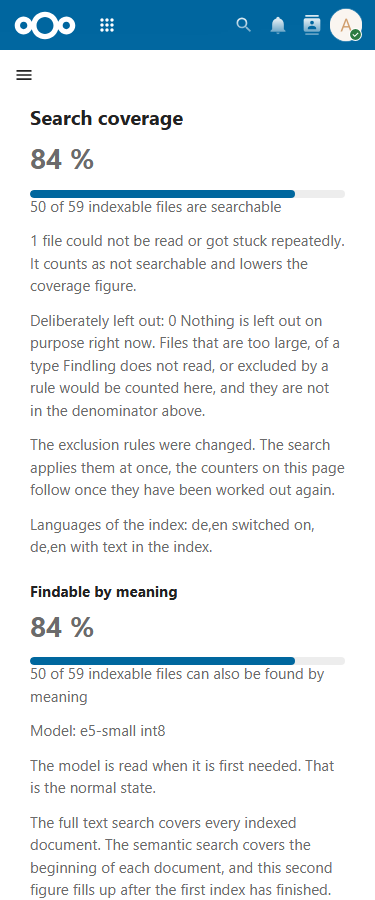 A
Search coverage
84 %
50 of 59 indexable files are searchable
1 file could not be read or got stuck repeatedly.
It counts as not searchable and lowers the
coverage figure.
Deliberately left out: 0 Nothing is left out on
purpose right now. Files that are too large, of a
type Findling does not read, or excluded by a
rule would be counted here, and they are not
in the denominator above.
The exclusion rules were changed. The search
applies them at once, the counters on this page
follow once they have been worked out again.
Languages of the index: de,en switched on,
de,en with text in the index.
Findable by meaning
84 %
50 of 59 indexable files can also be found by
meaning
Model: e5-small int8
The model is read when it is first needed. That
is the normal state.
The full text search covers every indexed
document. The semantic search covers the
beginning of each document, and this second
figure fills up after the first index has finished.